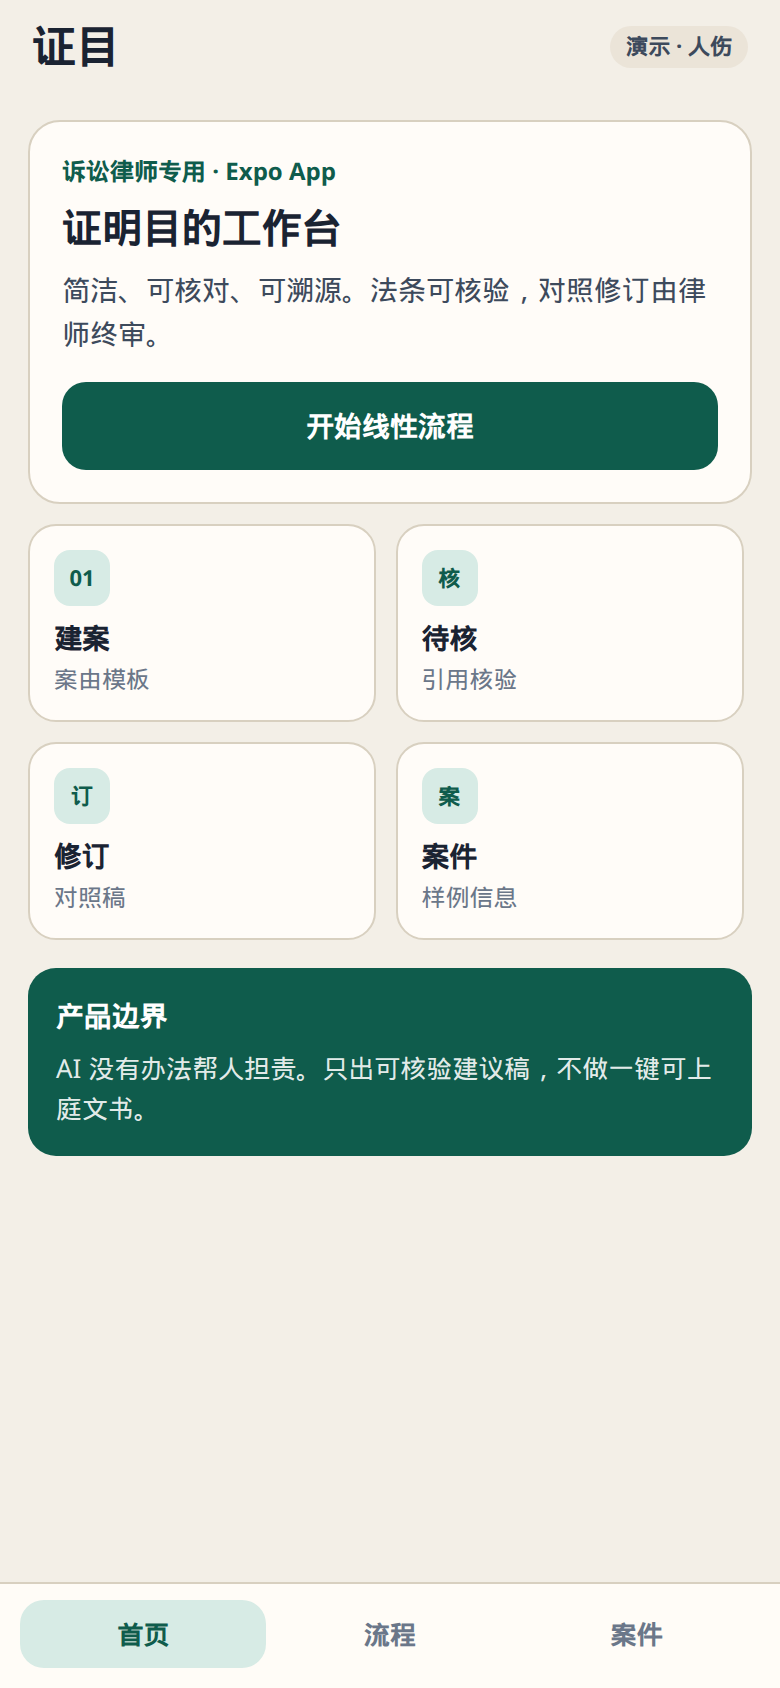 证目
演示 · 人伤
诉讼律师专用 · Expo App
证明目的工作台
简洁、可核对、可溯源。法条可核验，对照修订由律
师终审。
开始线性流程
01
建案
案由模板
核
待核
引用核验
订
修订
对照稿
案
案件
样例信息
产品边界
AI 没有办法帮人担责。只出可核验建议稿，不做一键可上
庭文书。
首页
流程
案件